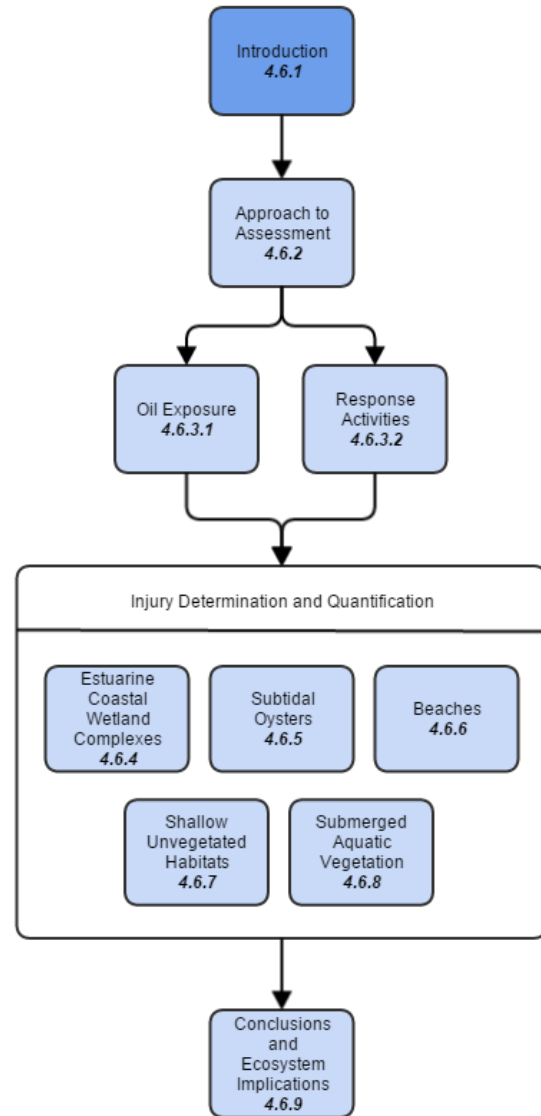 Introduction
4.6.1
Approach to
Assessment
4.6.2
Oil Exposure
4.6.3.1
Response
Activities
4.6.3.2
Injury Determination and Quantification
Estuarine
Coastal
Wetland
Complexes
4.6.4
Subtidal
Oysters
4.6.5
Beaches
4.6.6
Shallow
Unvegetated
Habitats
4.6.7
Submerged
Aquatic
Vegetation
4.6.8
Conclusions
and
Ecosystem
Implications
4.6.9